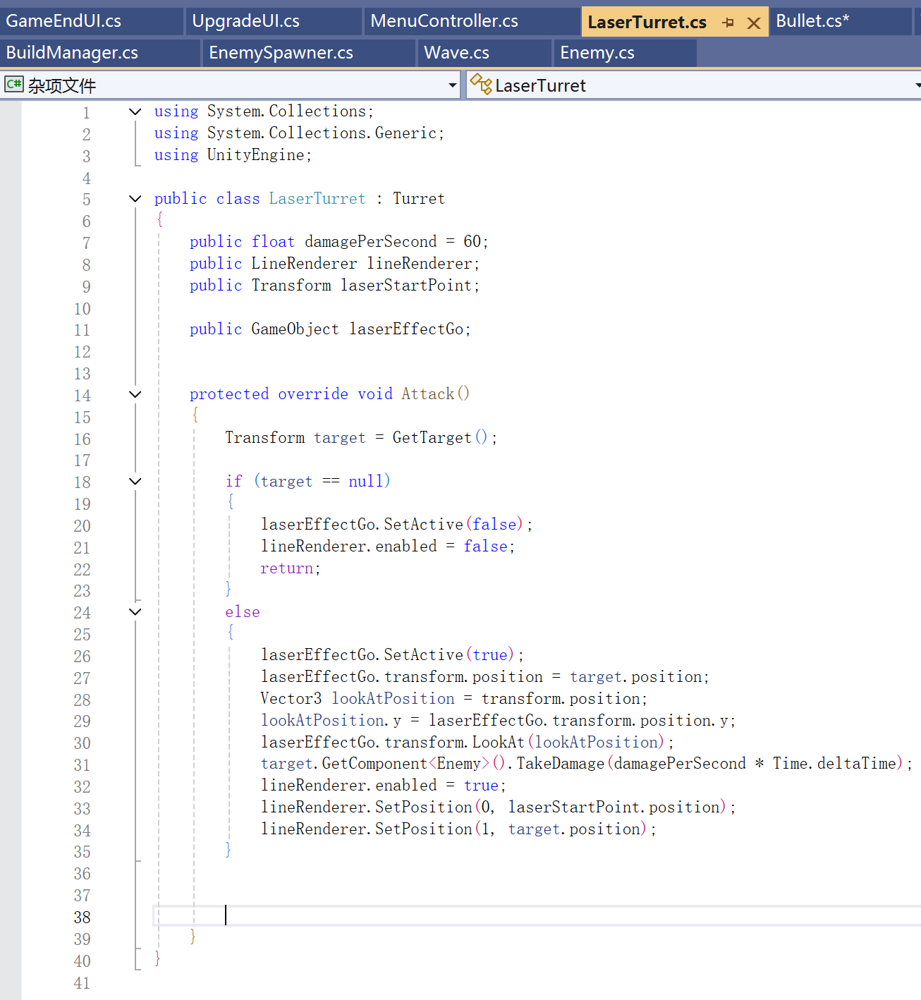 GameEndUI.cs UpgradeUI.cs MenuController.cs LaserTurret.cs Bullet.cs*
BuildManager.cs EnemySpawner.cs Wave.cs Enemy.cs
C# 杂项文件 LaserTurret
1 using System.Collections;
2 using System.Collections.Generic;
3 using UnityEngine;
4
5 public class LaserTurret : Turret
6 {
7 public float damagePerSecond = 60;
8 public LineRenderer lineRenderer;
9 public Transform laserStartPoint;
10
11 public GameObject laserEffectGo;
12
13
14 protected override void Attack()
15 {
16 Transform target = GetTarget();
17
18 if (target == null)
19 {
20 laserEffectGo.SetActive(false);
21 lineRenderer.enabled = false;
22 return;
23 }
24 else
25 {
26 laserEffectGo.SetActive(true);
27 laserEffectGo.transform.position = target.position;
28 Vector3 lookAtPosition = transform.position;
29 lookAtPosition.y = laserEffectGo.transform.position.y;
30 laserEffectGo.transform.LookAt(lookAtPosition);
31 target.GetComponent<Enemy>().TakeDamage(damagePerSecond * Time.deltaTime);
32 lineRenderer.enabled = true;
33 lineRenderer.SetPosition(0, laserStartPoint.position);
34 lineRenderer.SetPosition(1, target.position);
35 }
36
37
38
39 }
40 }
41